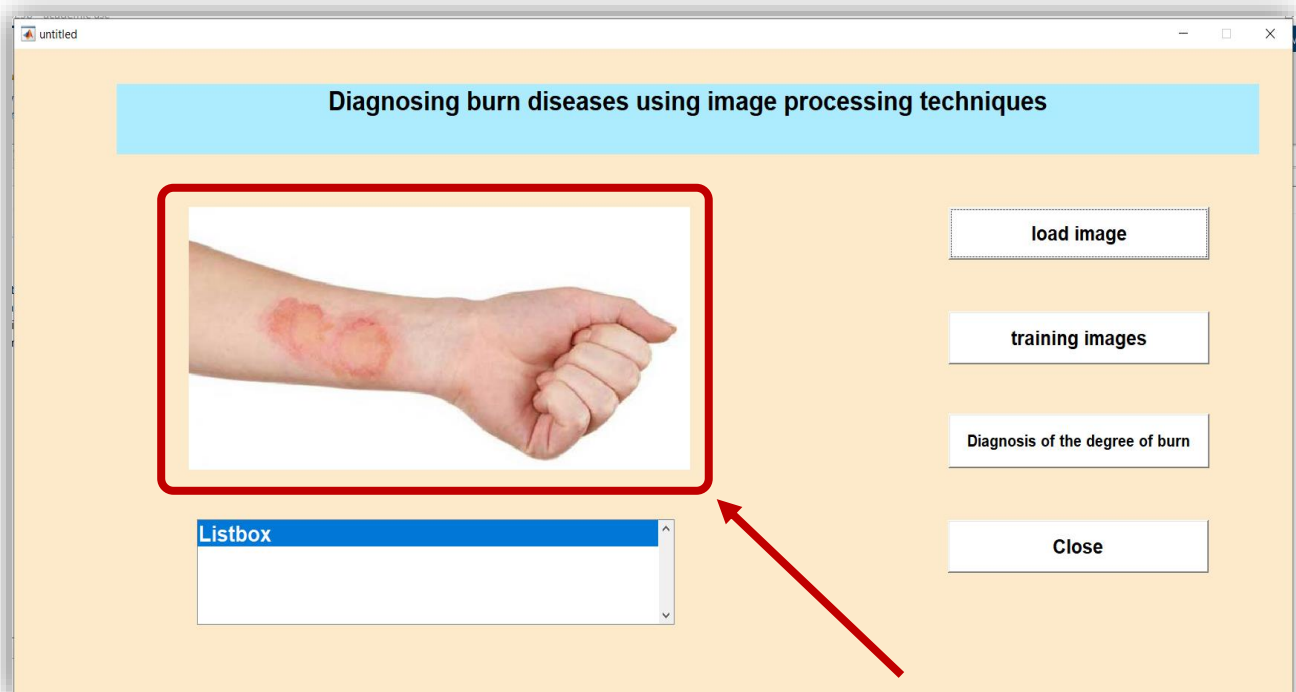 untitled
Diagnosing burn diseases using image processing techniques
load image
training images
Diagnosis of the degree of burn
Listbox
Close